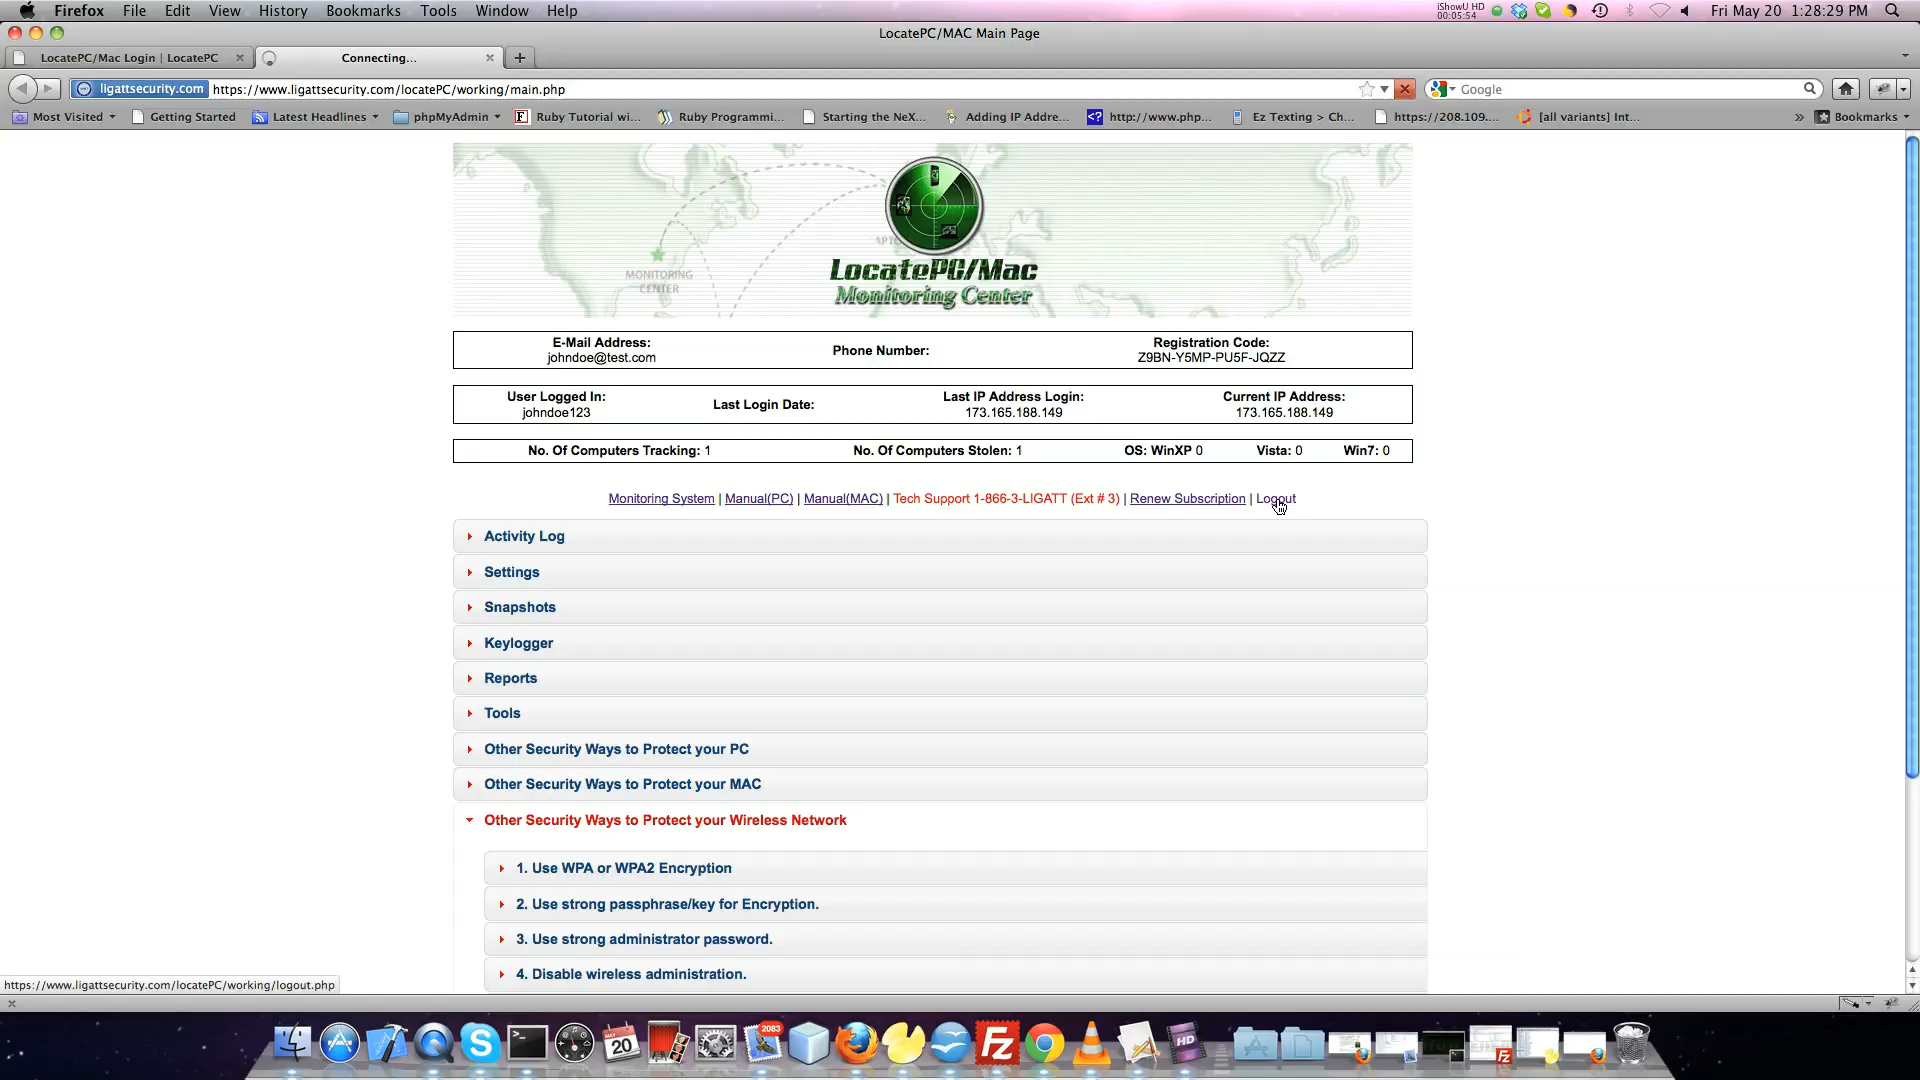 Firefox File Edit View History Bookmarks Tools Window Help
iShowU HD
00:05:54
Fri May 20 1:28:29 PM
LocatePC/MAC Main Page
LocatePC/Mac Login | LocatePC
Connecting...
ligattsecurity.com https://www.ligattsecurity.com/locatePC/working/main.php
Google
Most Visited Getting Started Latest Headlines phpMyAdmin Ruby Tutorial wi... Ruby Programmi... Starting the NeX... Adding IP Addre... http://www.php... Ez Texting > Ch... https://208.109.... [all variants] Int... » Bookmarks
MONITORING
CENTER
LocatePC/Mac
Monitoring Center
E-Mail Address:
johndoe@test.com
Phone Number:
Registration Code:
Z9BN-Y5MP-PU5F-JQZZ
User Logged In:
johndoe123
Last Login Date:
Last IP Address Login:
173.165.188.149
Current IP Address:
173.165.188.149
No. Of Computers Tracking: 1 No. Of Computers Stolen: 1 OS: WinXP 0 Vista: 0 Win7: 0
Monitoring System | Manual(PC) | Manual(MAC) | Tech Support 1-866-3-LIGATT (Ext # 3) | Renew Subscription | Logout
Activity Log
Settings
Snapshots
Keylogger
Reports
Tools
Other Security Ways to Protect your PC
Other Security Ways to Protect your MAC
Other Security Ways to Protect your Wireless Network
1. Use WPA or WPA2 Encryption
2. Use strong passphrase/key for Encryption.
3. Use strong administrator password.
4. Disable wireless administration.
https://www.ligattsecurity.com/locatePC/working/logout.php
2083
20
Fz
HD